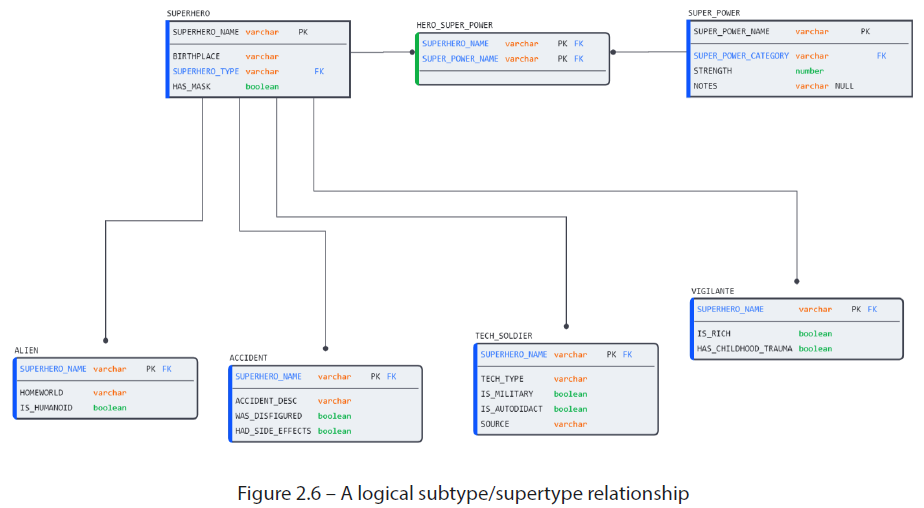 SUPERHERO
SUPERHERO_NAME varchar PK
BIRTHPLACE varchar
SUPERHERO_TYPE varchar FK
HAS_MASK boolean
HERO_SUPER_POWER
SUPERHERO_NAME varchar PK FK
SUPER_POWER_NAME varchar PK FK
SUPER_POWER
SUPER_POWER_NAME varchar PK
SUPER_POWER_CATEGORY varchar FK
STRENGTH number
NOTES varchar NULL
ALIEN
SUPERHERO_NAME varchar PK FK
HOMEWORLD varchar
IS_HUMANOID boolean
ACCIDENT
SUPERHERO_NAME varchar PK FK
ACCIDENT_DESC varchar
WAS_DISFIGURED boolean
HAD_SIDE_EFFECTS boolean
TECH_SOLDIER
SUPERHERO_NAME varchar PK FK
TECH_TYPE varchar
IS_MILITARY boolean
IS_AUTODIDACT boolean
SOURCE varchar
VIGILANTE
SUPERHERO_NAME varchar PK FK
IS_RICH boolean
HAS_CHILDHOOD_TRAUMA boolean
Figure 2.6 – A logical subtype/supertype relationship